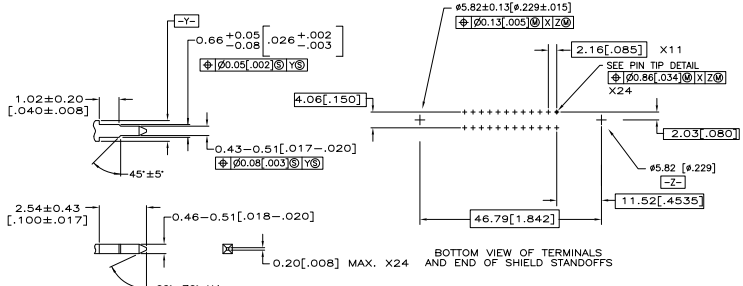 -Y-
0.66 +0.05 -0.08 [.026 +.002 -.003]
⌖ Ø0.05[.002]Ⓢ YⓈ
1.02±0.20
[.040±.008]
0.43-0.51[.017-.020]
⌖ Ø0.08[.003]Ⓢ YⓈ
45°±5°
2.54±0.43
[.100±.017]
0.46-0.51[.018-.020]
0.20[.008] MAX. X24
ø5.82±0.13[ø.229±.015]
⌖ Ø0.13[.005]Ⓜ X ZⓂ
2.16[.085] X11
SEE PIN TIP DETAIL
⌖ Ø0.86[.034]Ⓜ X ZⓂ
X24
4.06[.150]
2.03[.080]
ø5.82 [ø.229]
-Z-
11.52[.4535]
46.79[1.842]
BOTTOM VIEW OF TERMINALS
AND END OF SHIELD STANDOFFS